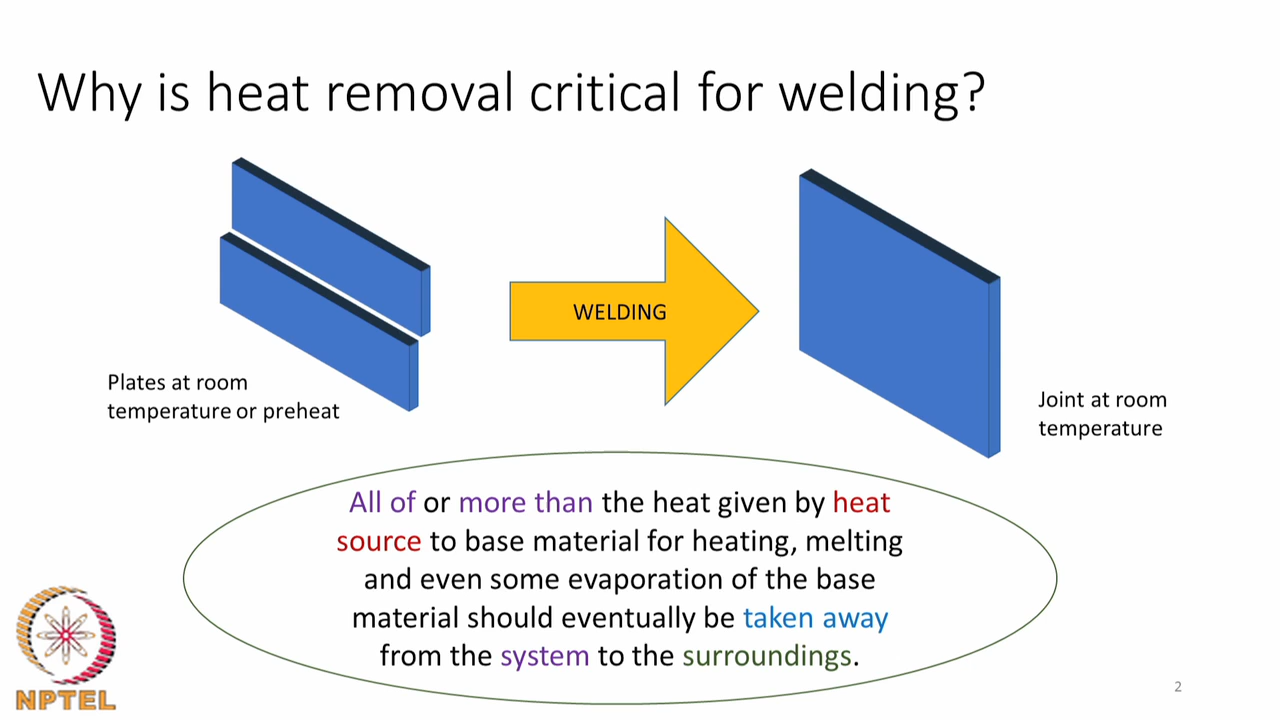 Why is heat removal critical for welding?
WELDING
Plates at room
temperature or preheat
Joint at room
temperature
All of or more than the heat given by heat
source to base material for heating, melting
and even some evaporation of the base
material should eventually be taken away
from the system to the surroundings.
NPTEL
2